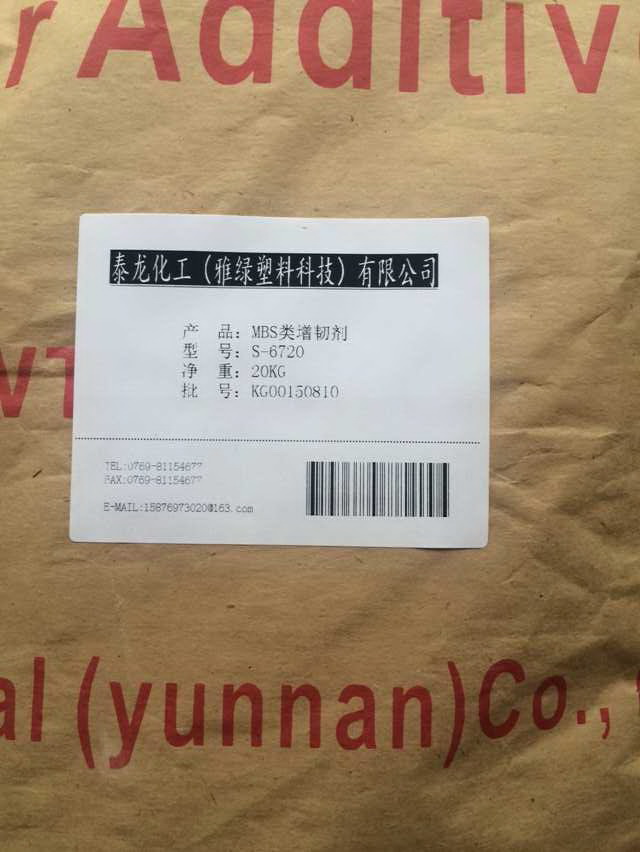 r Additiv
泰龙化工（雅绿塑料科技）有限公司
产 品：MBS类增韧剂
型 号：S-6720
净 重：20KG
批 号：KG00150810
VT
TEL:0769-81154677
FAX:0769-81154677
E-MAIL:15876973020@163.com
al (yunnan)Co.,